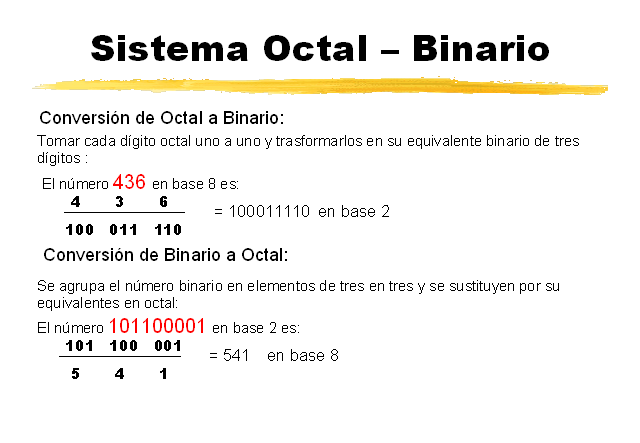 Sistema Octal – Binario
Conversión de Octal a Binario:
Tomar cada dígito octal uno a uno y trasformarlos en su equivalente binario de tres
dígitos :
El número 436 en base 8 es:
4 3 6
100 011 110
= 100011110 en base 2
Conversión de Binario a Octal:
Se agrupa el número binario en elementos de tres en tres y se sustituyen por su
equivalentes en octal:
El número 101100001 en base 2 es:
101 100 001
= 541 en base 8
5 4 1